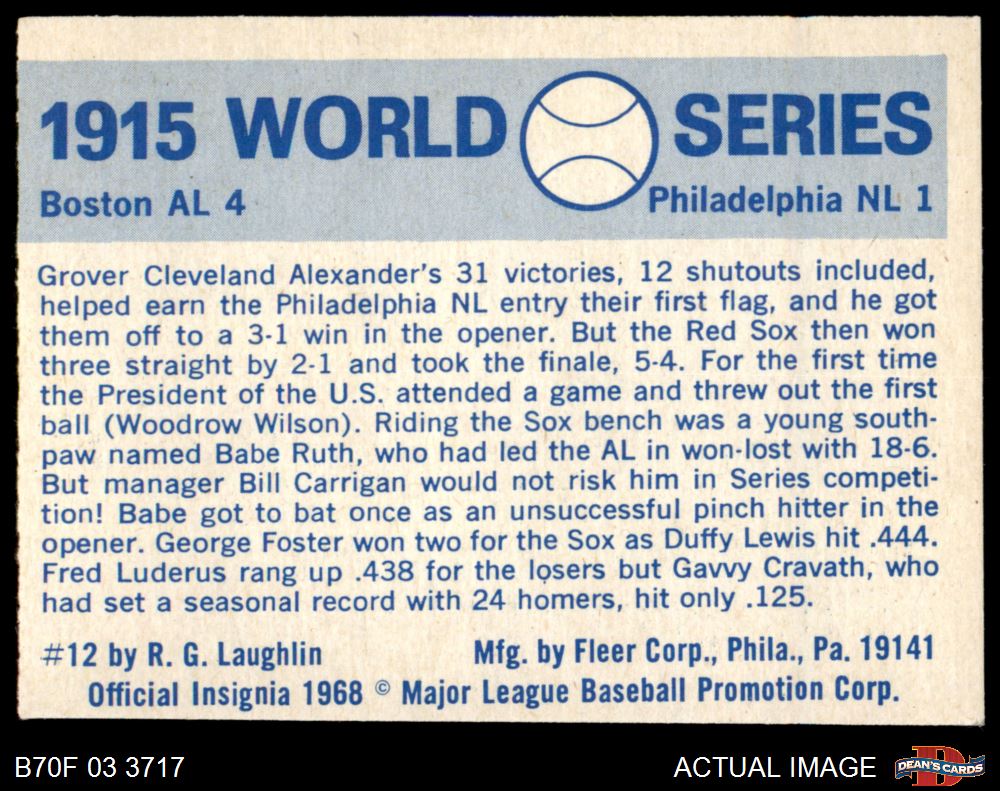 1915 WORLD SERIES
Boston AL 4 Philadelphia NL 1
Grover Cleveland Alexander's 31 victories, 12 shutouts included,
helped earn the Philadelphia NL entry their first flag, and he got
them off to a 3-1 win in the opener. But the Red Sox then won
three straight by 2-1 and took the finale, 5-4. For the first time
the President of the U.S. attended a game and threw out the first
ball (Woodrow Wilson). Riding the Sox bench was a young south-
paw named Babe Ruth, who had led the AL in won-lost with 18-6.
But manager Bill Carrigan would not risk him in Series competi-
tion! Babe got to bat once as an unsuccessful pinch hitter in the
opener. George Foster won two for the Sox as Duffy Lewis hit .444.
Fred Luderus rang up .438 for the losers but Gavvy Cravath, who
had set a seasonal record with 24 homers, hit only .125.
#12 by R. G. Laughlin Mfg. by Fleer Corp., Phila., Pa. 19141
Official Insignia 1968 © Major League Baseball Promotion Corp.
B70F 03 3717 ACTUAL IMAGE D DEAN'S CARDS